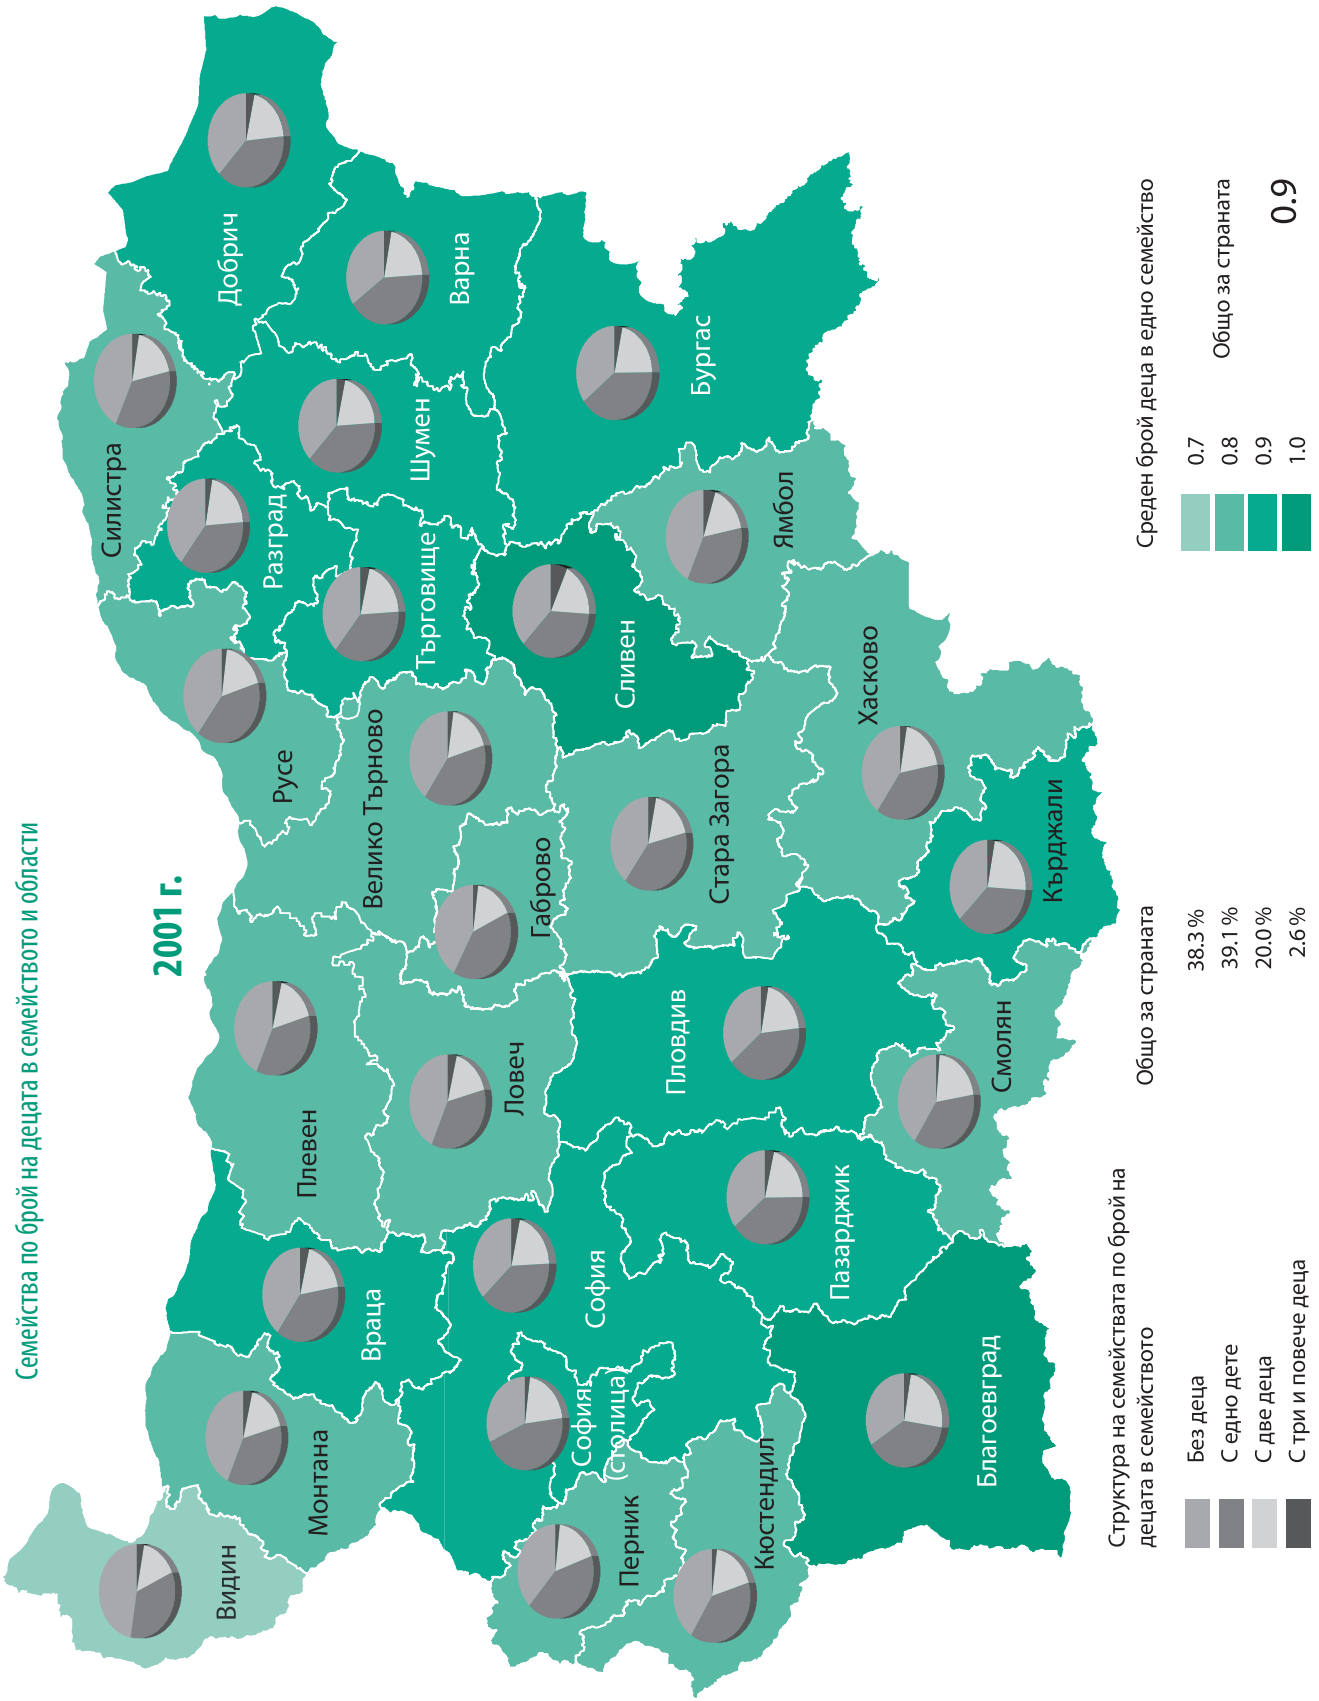 Семейства по брой на децата в семейството и области
2001 г.
Видин
Монтана
Враца
Плевен
Русе
Силистра
Разград
Добрич
Шумен
Варна
Търговище
Велико Търново
Габрово
Ловеч
София
София
(столица)
Перник
Кюстендил
Благоевград
Пазарджик
Пловдив
Смолян
Стара Загора
Сливен
Ямбол
Бургас
Хасково
Кърджали
Структура на семействата по брой на
децата в семейството
Общо за страната
Без деца 38.3 %
С едно дете 39.1 %
С две деца 20.0 %
С три и повече деца 2.6 %
Среден брой деца в едно семейство
0.7
0.8
0.9
1.0
Общо за страната
0.9